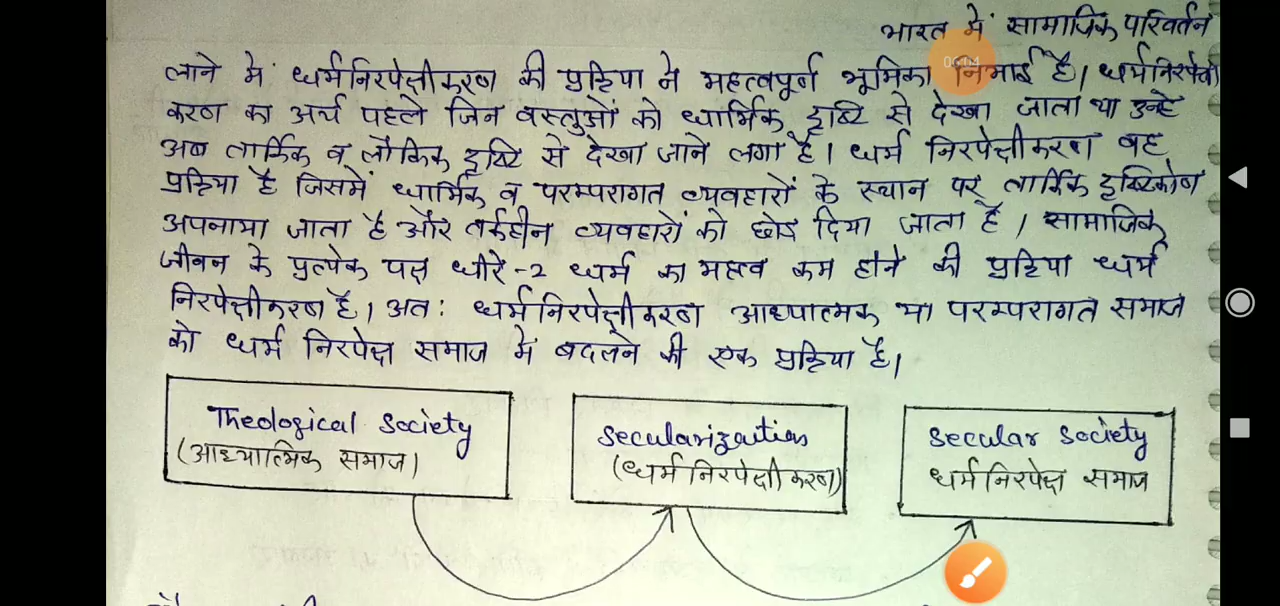 भारत में सामाजिक परिवर्तन
लाने में धर्मनिरपेक्षीकरण की प्रक्रिया ने महत्वपूर्ण भूमिका निभाई है। धर्मनिरपेक्षी
करण का अर्थ पहले जिन वस्तुओं को धार्मिक दृष्टि से देखा जाता था उन्हे
अब तार्किक व लौकिक दृष्टि से देखा जाने लगा है। धर्म निरपेक्षीकरण वह
प्रक्रिया है जिसमें धार्मिक व परम्परागत व्यवहारों के स्थान पर तार्किक दृष्टिकोण
अपनाया जाता है और तर्कहीन व्यवहारों को छोड दिया जाता है। सामाजिक
जीवन के प्रत्येक पक्ष धीरे-2 धर्म का महत्व कम होने की प्रक्रिया धर्म
निरपेक्षीकरण है। अतः धर्मनिरपेक्षीकरण आध्यात्मक या परम्परागत समाज
को धर्म निरपेक्ष समाज में बदलने की एक प्रक्रिया है।
Theological Society
(आध्यात्मिक समाज)
Secularization
(धर्मनिरपेक्षीकरण)
Secular Society
धर्मनिरपेक्ष समाज